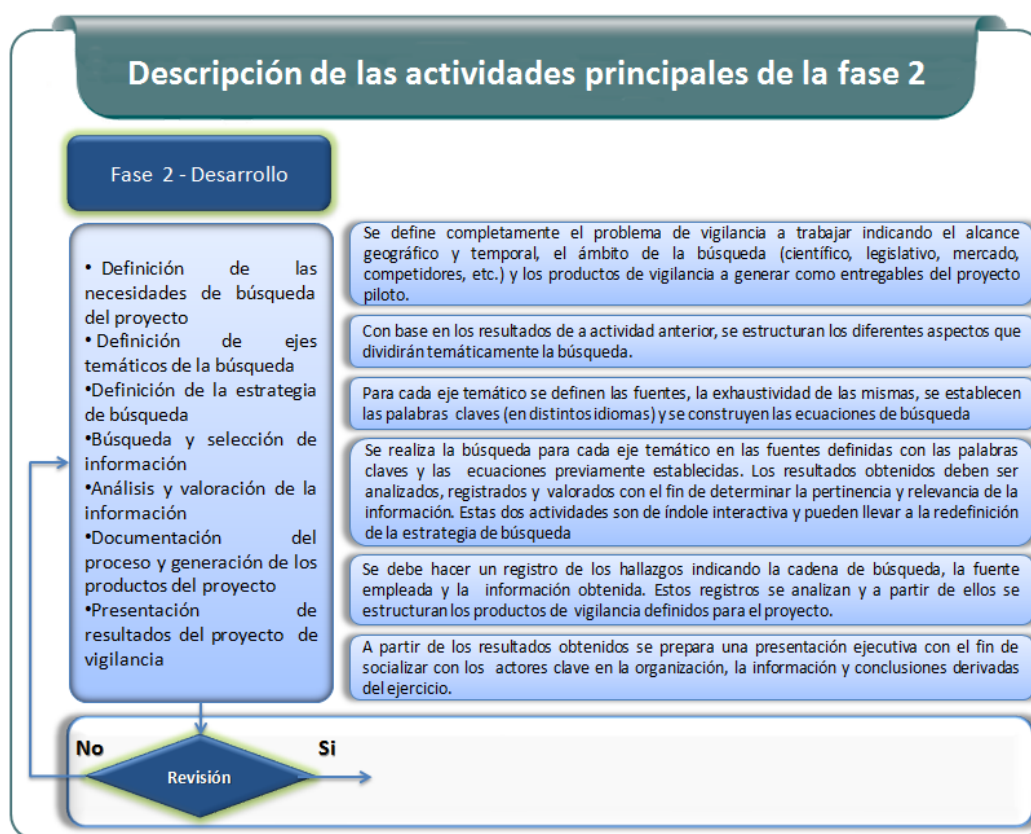 Descripción de las actividades principales de la fase 2
Fase 2 - Desarrollo
• Definición de las
necesidades de búsqueda
del proyecto
• Definición de ejes
temáticos de la búsqueda
•Definición de la estrategia
de búsqueda
•Búsqueda y selección de
información
•Análisis y valoración de la
información
•Documentación del
proceso y generación de los
productos del proyecto
•Presentación de
resultados del proyecto de
vigilancia
Se define completamente el problema de vigilancia a trabajar indicando el alcance
geográfico y temporal, el ámbito de la búsqueda (científico, legislativo, mercado,
competidores, etc.) y los productos de vigilancia a generar como entregables del proyecto
piloto.
Con base en los resultados de a actividad anterior, se estructuran los diferentes aspectos que
dividirán temáticamente la búsqueda.
Para cada eje temático se definen las fuentes, la exhaustividad de las mismas, se establecen
las palabras claves (en distintos idiomas) y se construyen las ecuaciones de búsqueda
Se realiza la búsqueda para cada eje temático en las fuentes definidas con las palabras
claves y las ecuaciones previamente establecidas. Los resultados obtenidos deben ser
analizados, registrados y valorados con el fin de determinar la pertinencia y relevancia de la
información. Estas dos actividades son de índole interactiva y pueden llevar a la redefinición
de la estrategia de búsqueda
Se debe hacer un registro de los hallazgos indicando la cadena de búsqueda, la fuente
empleada y la información obtenida. Estos registros se analizan y a partir de ellos se
estructuran los productos de vigilancia definidos para el proyecto.
A partir de los resultados obtenidos se prepara una presentación ejecutiva con el fin de
socializar con los actores clave en la organización, la información y conclusiones derivadas
del ejercicio.
No
Si
Revisión